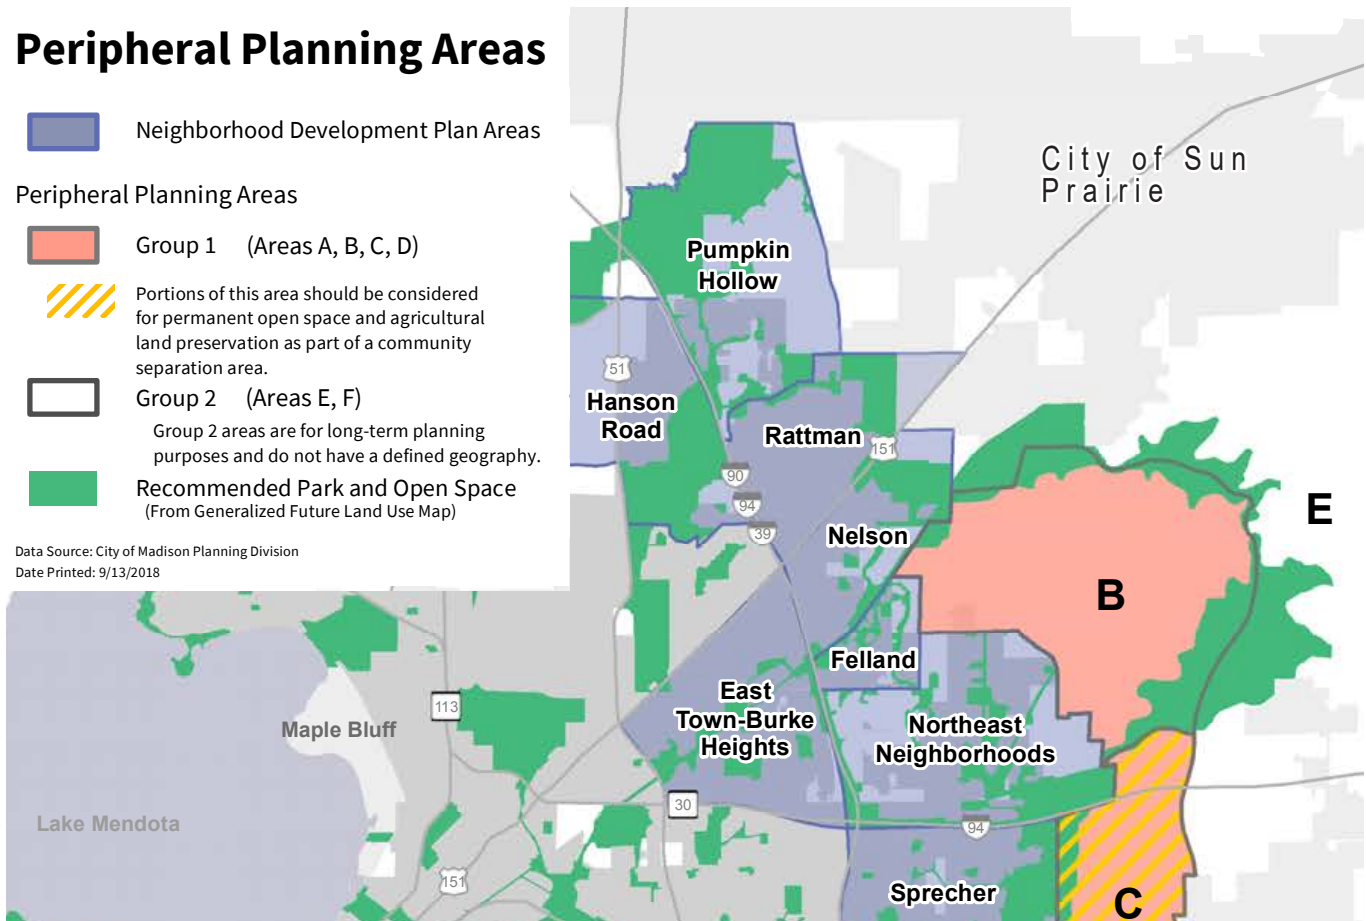 Peripheral Planning Areas
Neighborhood Development Plan Areas
Peripheral Planning Areas
Group 1 (Areas A, B, C, D)
Portions of this area should be considered
for permanent open space and agricultural
land preservation as part of a community
separation area.
Group 2 (Areas E, F)
Group 2 areas are for long-term planning
purposes and do not have a defined geography.
Recommended Park and Open Space
(From Generalized Future Land Use Map)
Data Source: City of Madison Planning Division
Date Printed: 9/13/2018
City of Sun
Prairie
Pumpkin
Hollow
51
Hanson
Road
Rattman
151
90
94
39
Nelson
E
B
Felland
East
Town-Burke
Heights
Northeast
Neighborhoods
113
Maple Bluff
Lake Mendota
30
94
151
Sprecher
C